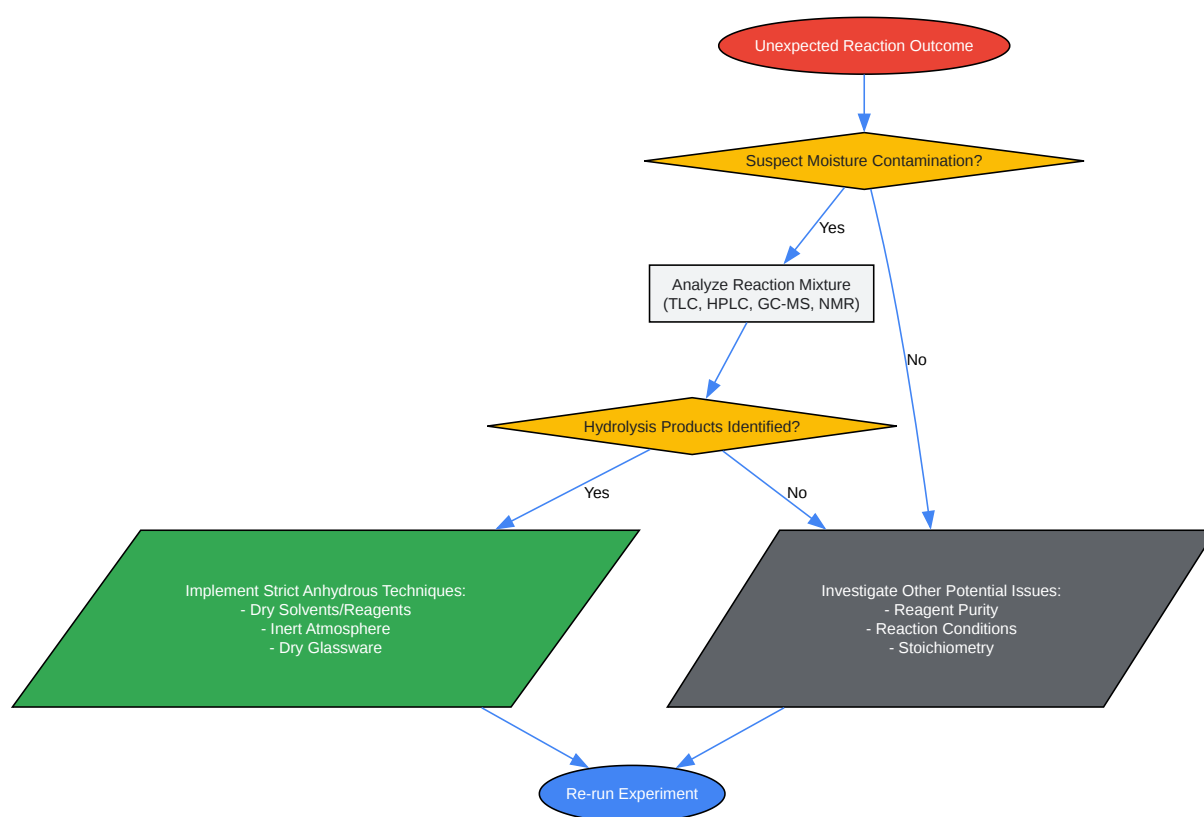 Unexpected Reaction Outcome
Suspect Moisture Contamination?
Yes
Analyze Reaction Mixture
(TLC, HPLC, GC-MS, NMR)
No
Hydrolysis Products Identified?
Yes
No
Implement Strict Anhydrous Techniques:
- Dry Solvents/Reagents
- Inert Atmosphere
- Dry Glassware
Investigate Other Potential Issues:
- Reagent Purity
- Reaction Conditions
- Stoichiometry
Re-run Experiment